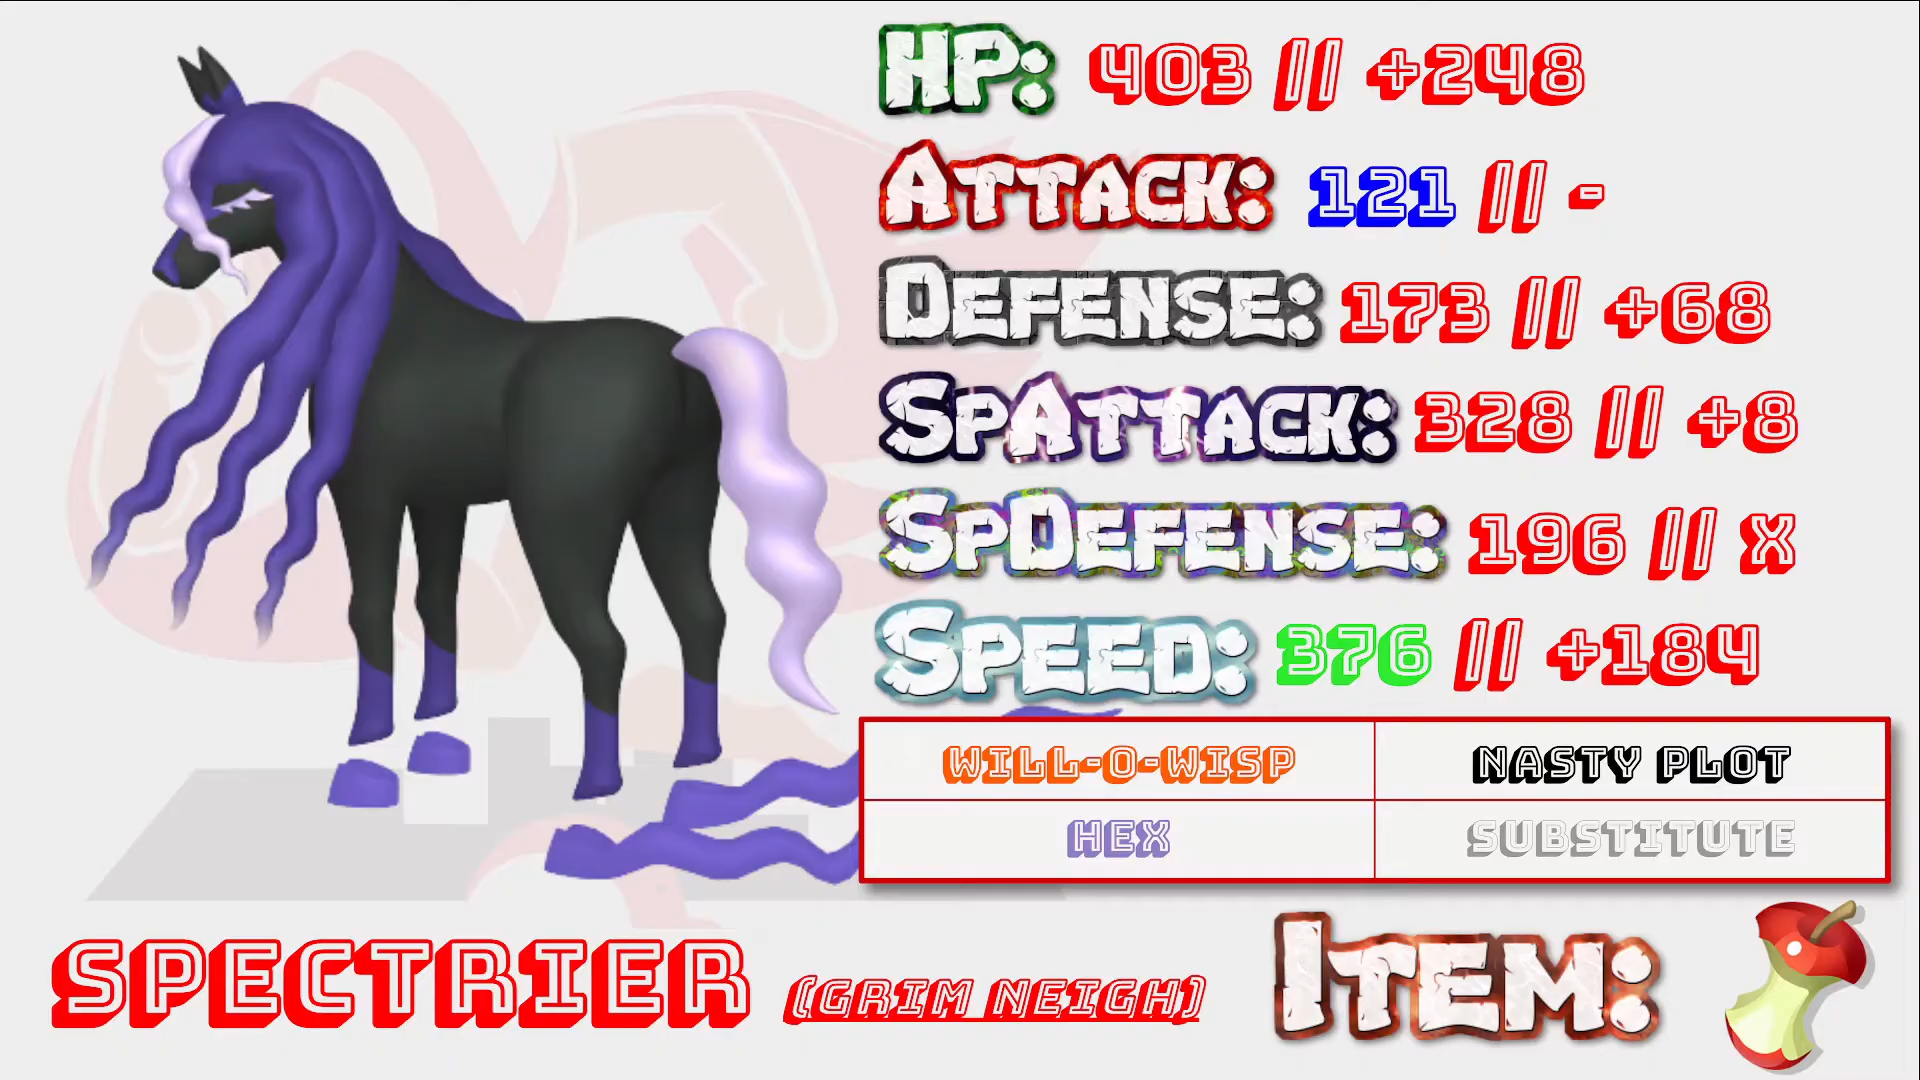 HP: 403 // +248
ATTACK: 121 // -
DEFENSE: 173 // +68
SPATTACK: 328 // +8
SPDEFENSE: 196 // X
SPEED: 376 // +184
WILL-O-WISP NASTY PLOT
HEX SUBSTITUTE
SPECTRIER (GRIM NEIGH) ITEM: